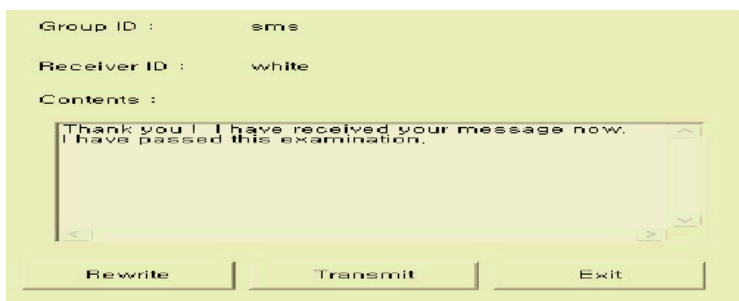 Group ID : sms
Receiver ID : white
Contents :
Thank you! I have received your message now.
I have passed this examination.
Rewrite Transmit Exit